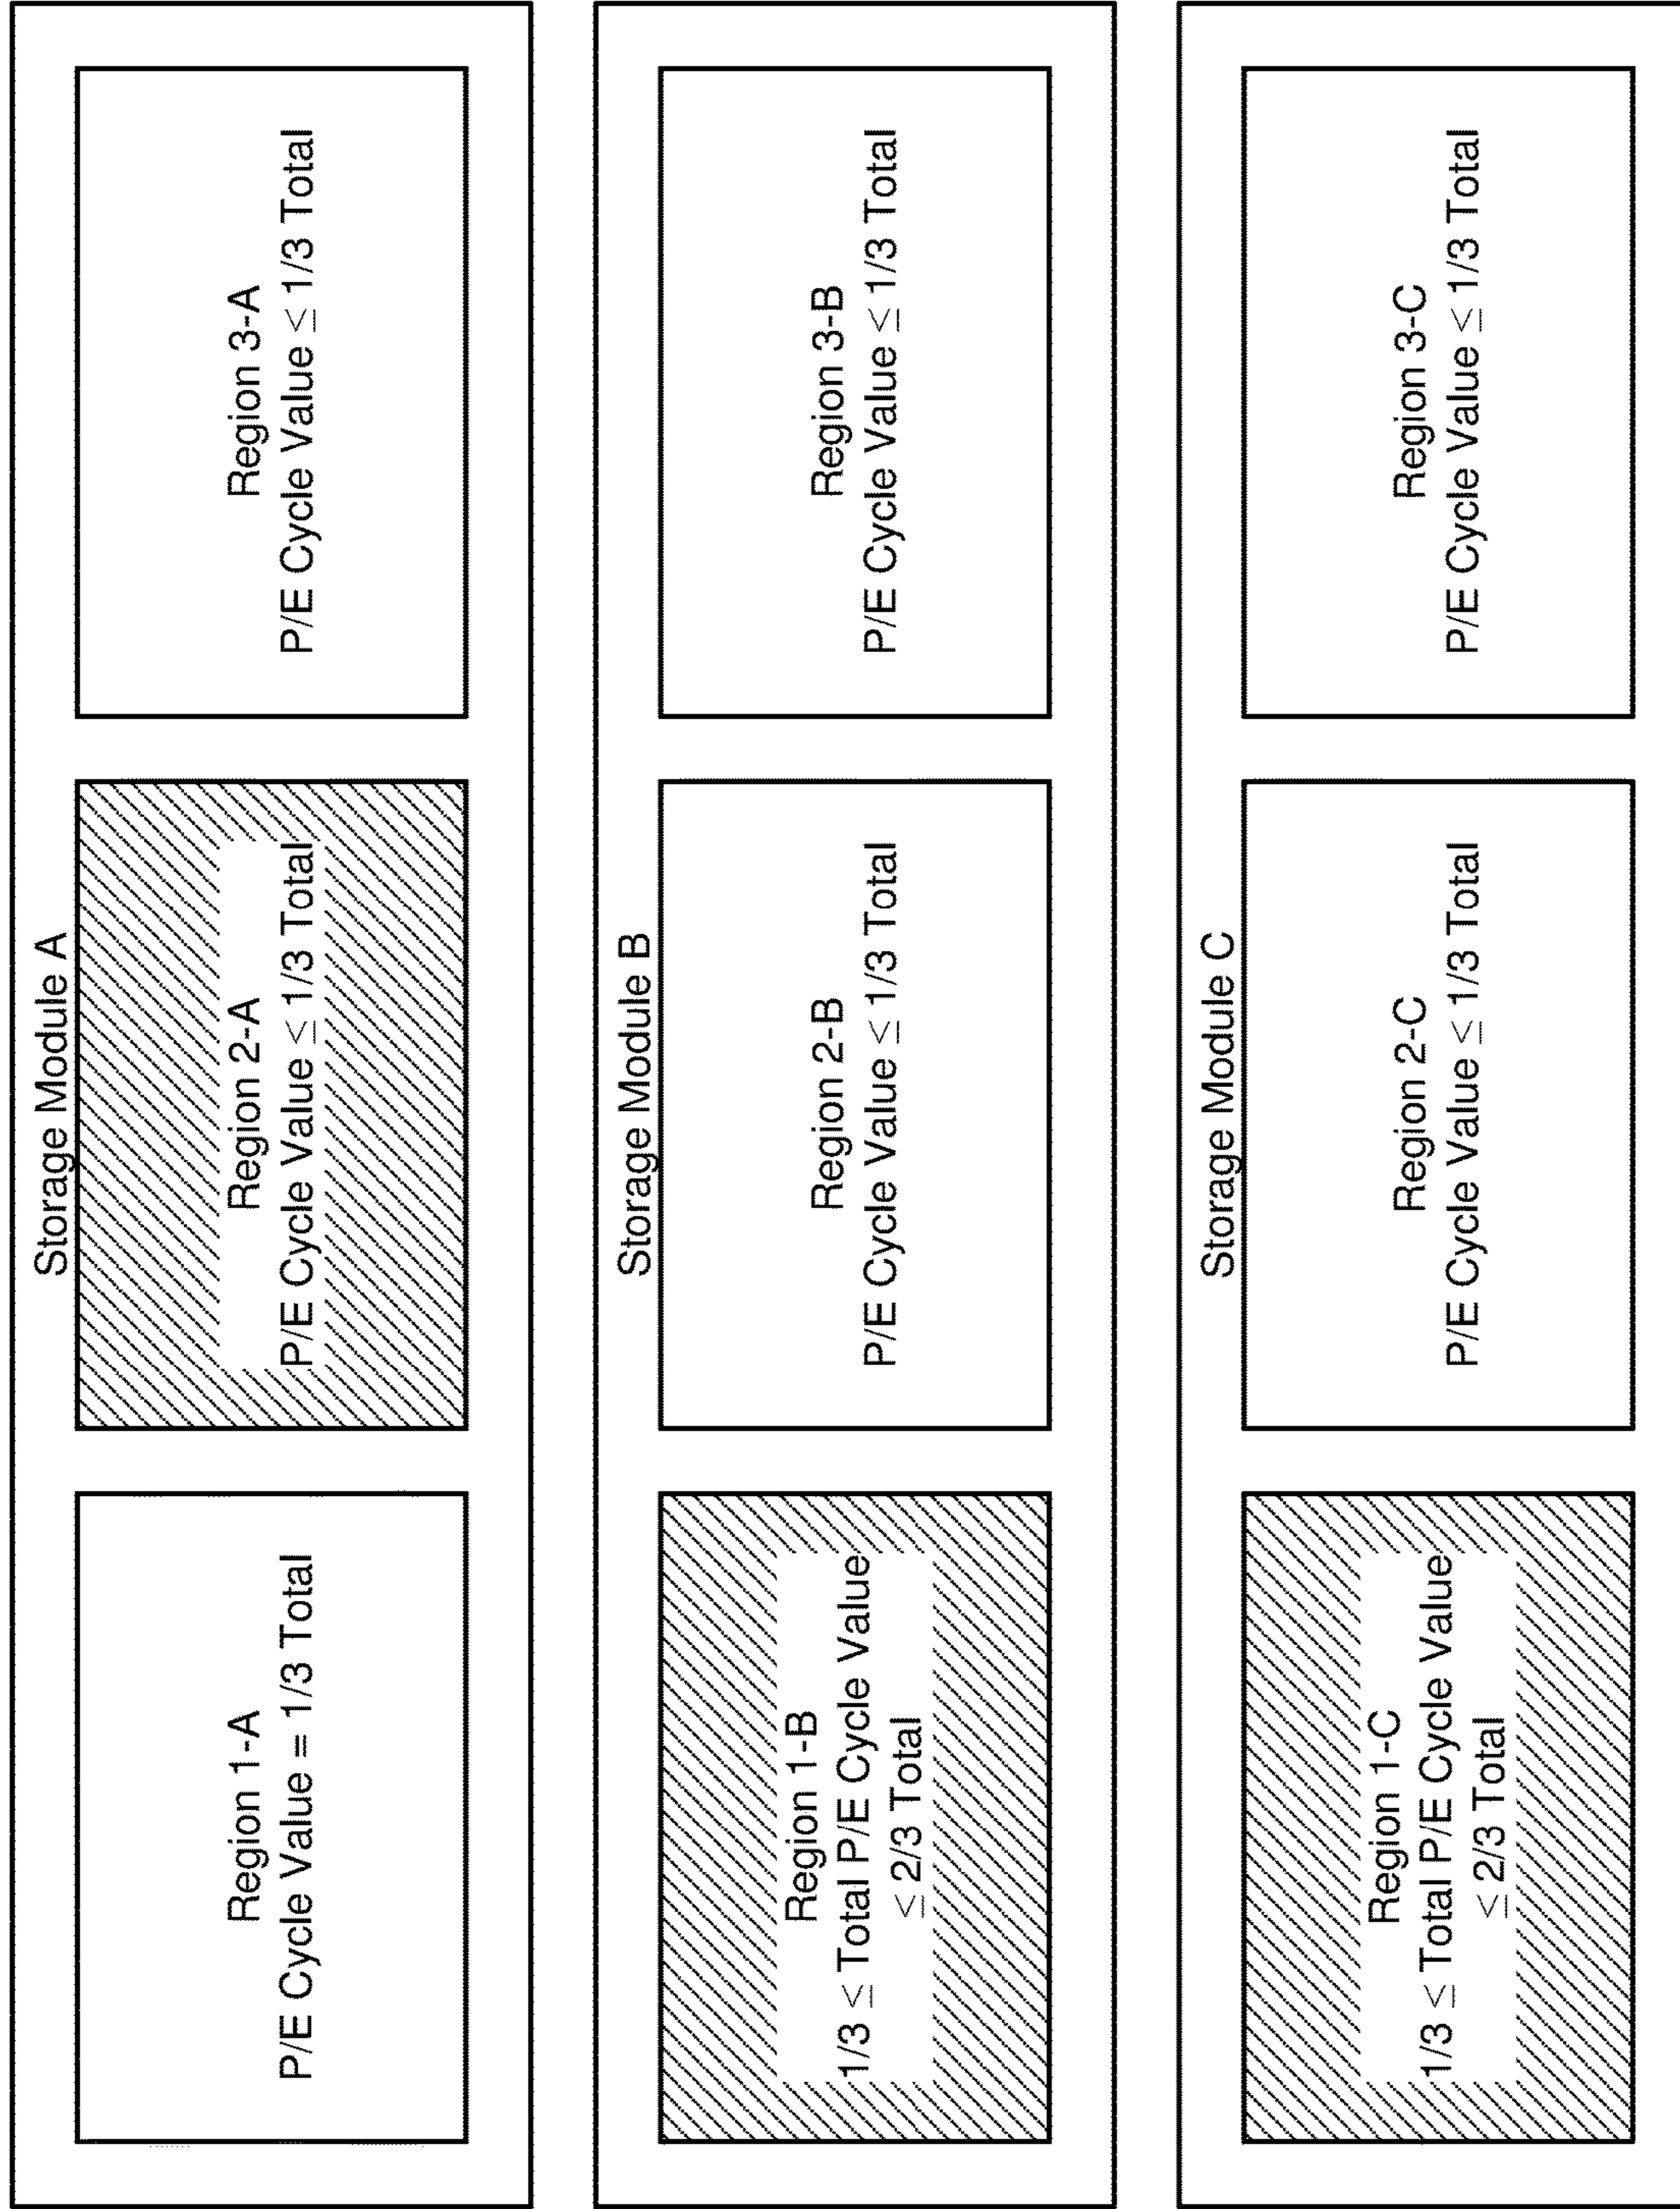 Storage Module A
Region 1-A
P/E Cycle Value = 1/3 Total
Region 2-A
P/E Cycle Value ≤ 1/3 Total
Region 3-A
P/E Cycle Value ≤ 1/3 Total
Storage Module B
Region 1-B
1/3 ≤ Total P/E Cycle Value
≤ 2/3 Total
Region 2-B
P/E Cycle Value ≤ 1/3 Total
Region 3-B
P/E Cycle Value ≤ 1/3 Total
Storage Module C
Region 1-C
1/3 ≤ Total P/E Cycle Value
≤ 2/3 Total
Region 2-C
P/E Cycle Value ≤ 1/3 Total
Region 3-C
P/E Cycle Value ≤ 1/3 Total